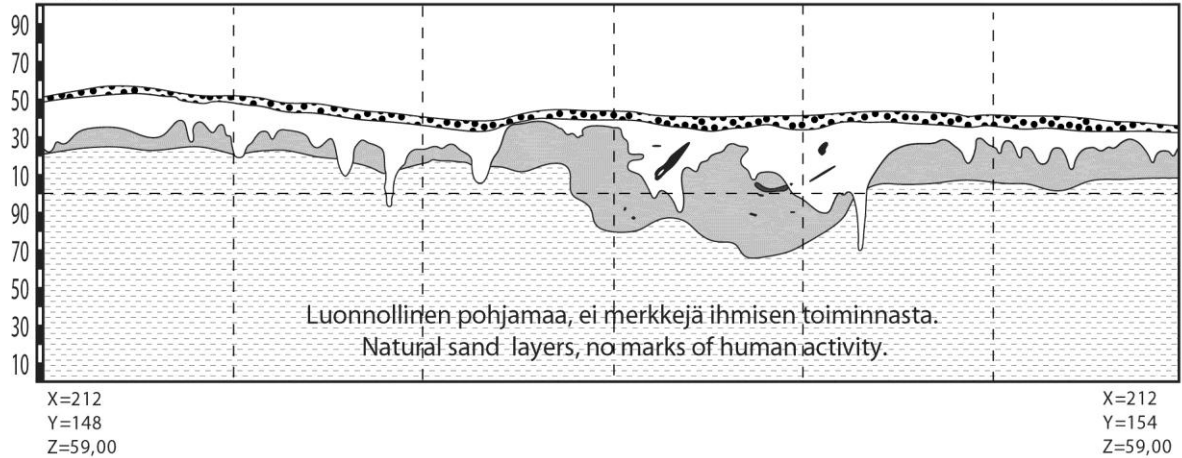 90
70
50
30
10
90
70
50
30
10
Luonnollinen pohjamaa, ei merkkejä ihmisen toiminnasta.
Natural sand layers, no marks of human activity.
X=212
Y=148
Z=59,00
X=212
Y=154
Z=59,00